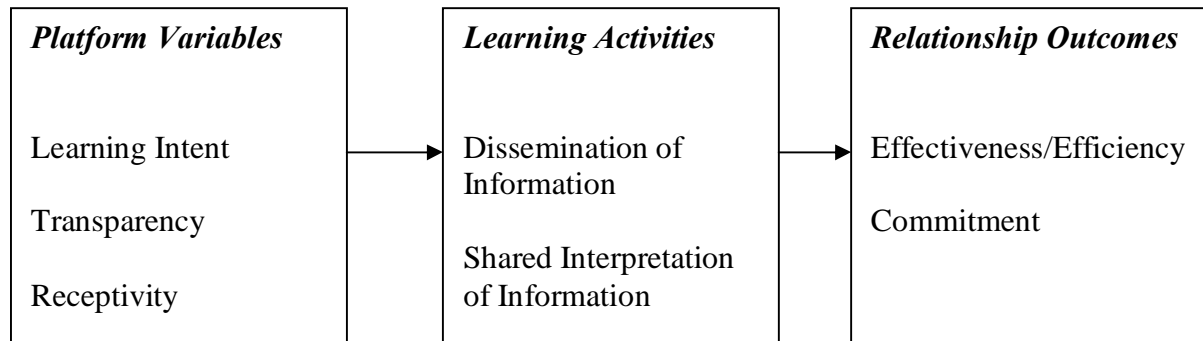 Platform Variables
Learning Intent
Transparency
Receptivity
Learning Activities
Dissemination of
Information
Shared Interpretation
of Information
Relationship Outcomes
Effectiveness/Efficiency
Commitment